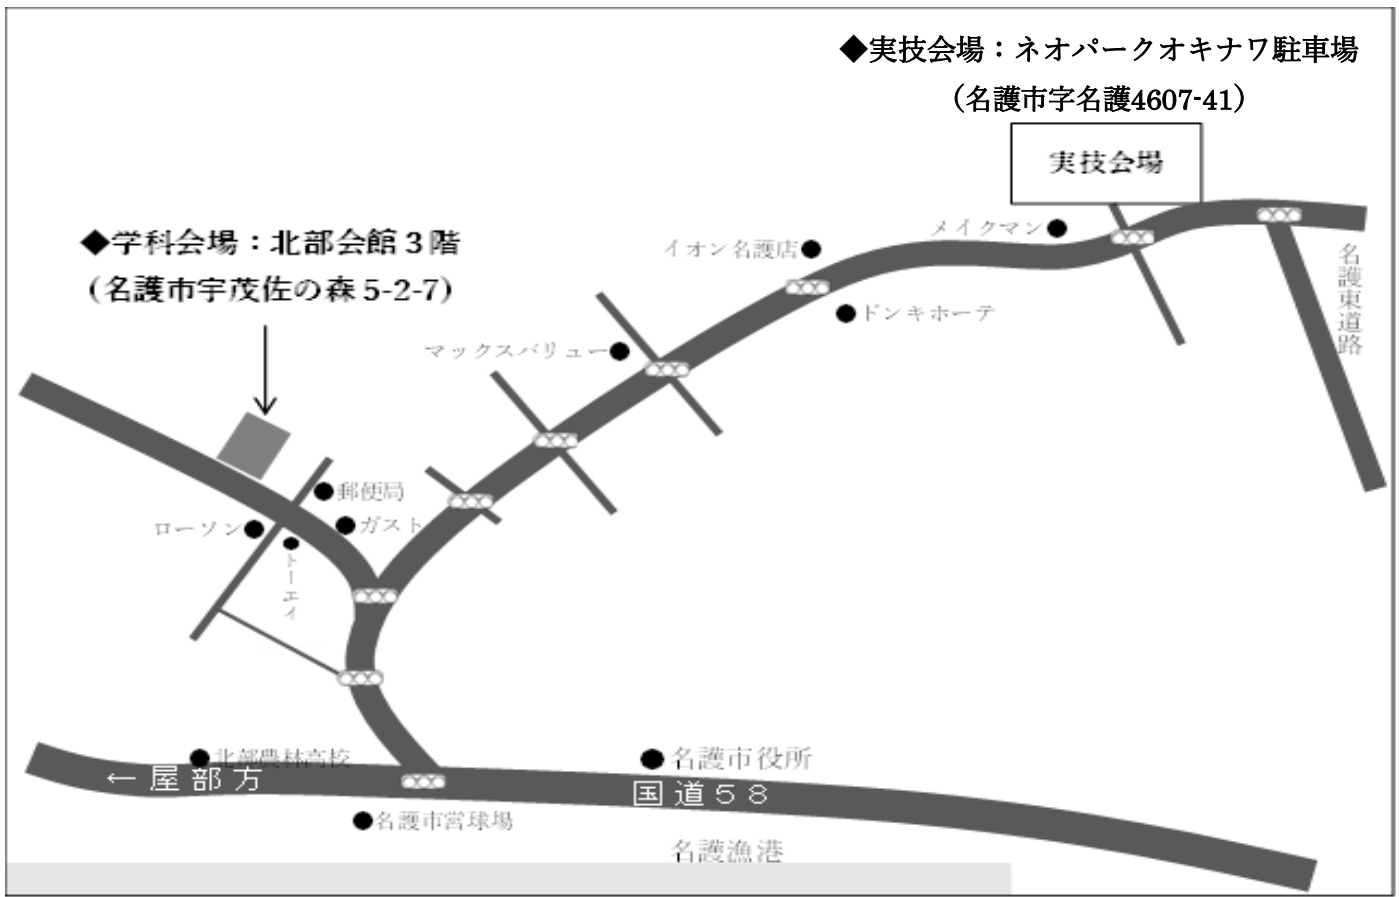 ◆実技会場：ネオパークオキナワ駐車場
（名護市字名護4607-41）
実技会場
◆学科会場：北部会館３階
（名護市宇茂佐の森5-2-7）
メイクマン
イオン名護店
名護東道路
ドンキホーテ
マックスバリュー
郵便局
ローソン
ガスト
トーエイ
北部農林高校
名護市役所
←屋部方
国道５８
名護市営球場
名護漁港